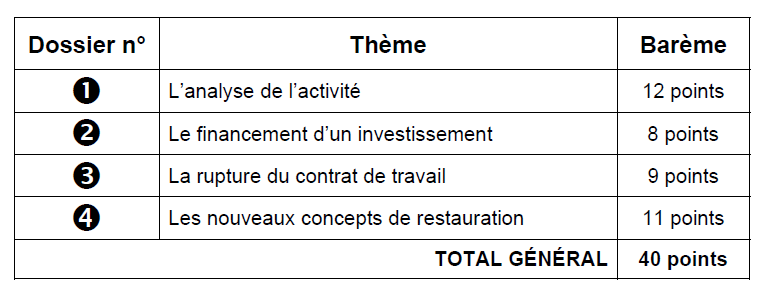 Dossier n° Thème Barème
❶ L'analyse de l'activité 12 points
❷ Le financement d'un investissement 8 points
❸ La rupture du contrat de travail 9 points
❹ Les nouveaux concepts de restauration 11 points
TOTAL GÉNÉRAL 40 points